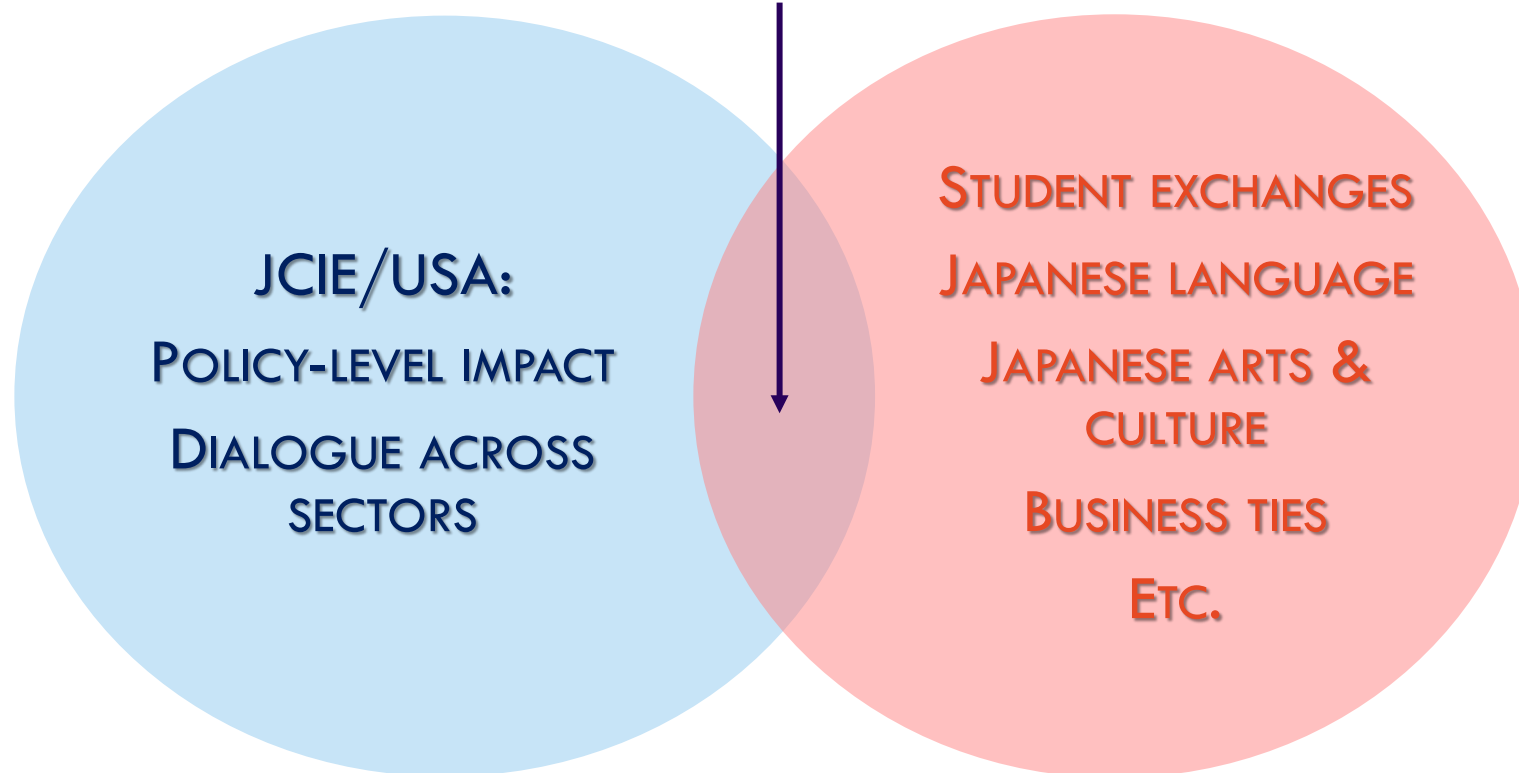 JCIE/USA:
Policy-level impact
Dialogue across
sectors
Student exchanges
Japanese language
Japanese arts &
culture
Business ties
Etc.